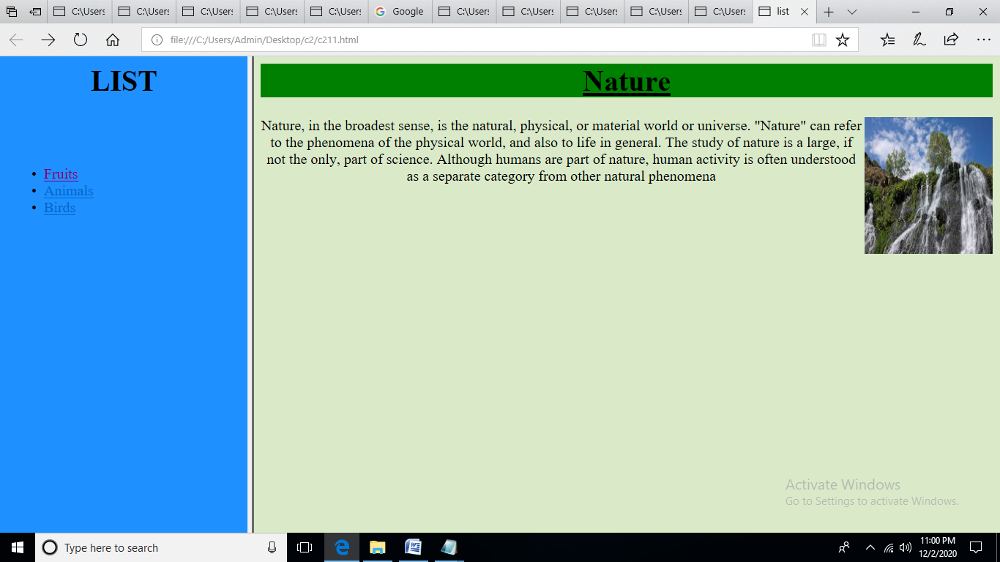 C:\Users
C:\Users
C:\Users
C:\Users
C:\Users
Google
C:\Users
C:\Users
C:\Users
C:\Users
C:\Users
list
file:///C:/Users/Admin/Desktop/c2/c211.html
LIST
Fruits
Animals
Birds
Nature
Nature, in the broadest sense, is the natural, physical, or material world or universe. "Nature" can refer
to the phenomena of the physical world, and also to life in general. The study of nature is a large, if
not the only, part of science. Although humans are part of nature, human activity is often understood
as a separate category from other natural phenomena
Activate Windows
Go to Settings to activate Windows.
Type here to search
11:00 PM
12/2/2020